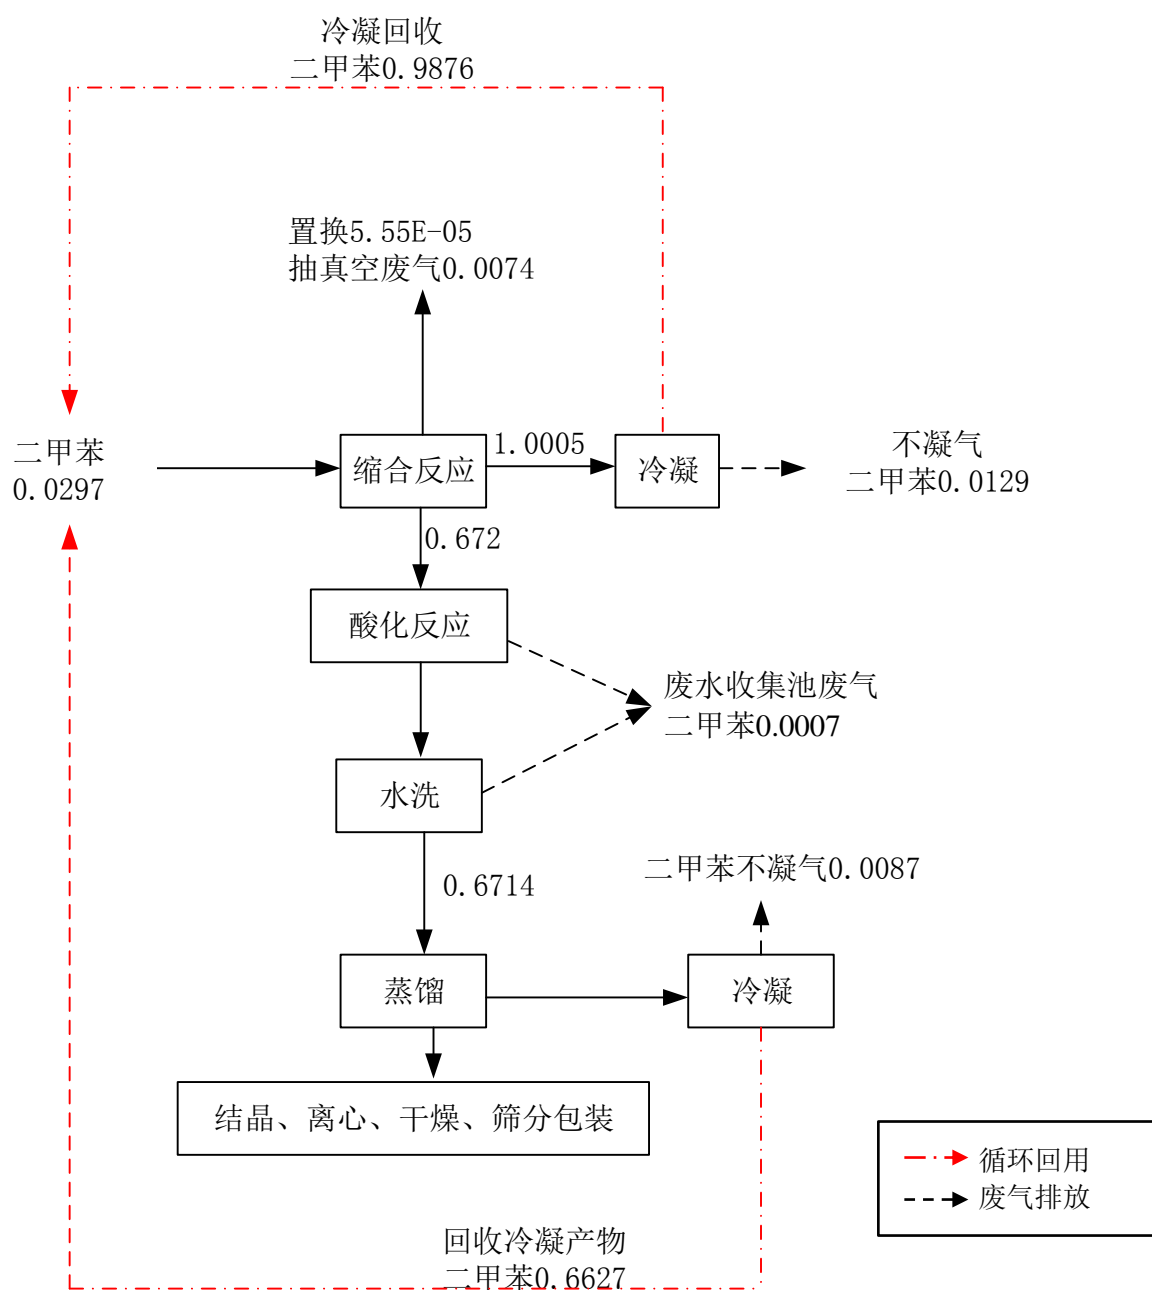 冷凝回收
二甲苯0.9876
置换5.55E-05
抽真空废气0.0074
二甲苯
0.0297
缩合反应
1.0005
冷凝
不凝气
二甲苯0.0129
0.672
酸化反应
废水收集池废气
二甲苯0.0007
水洗
0.6714
二甲苯不凝气0.0087
蒸馏
冷凝
结晶、离心、干燥、筛分包装
循环回用
废气排放
回收冷凝产物
二甲苯0.6627